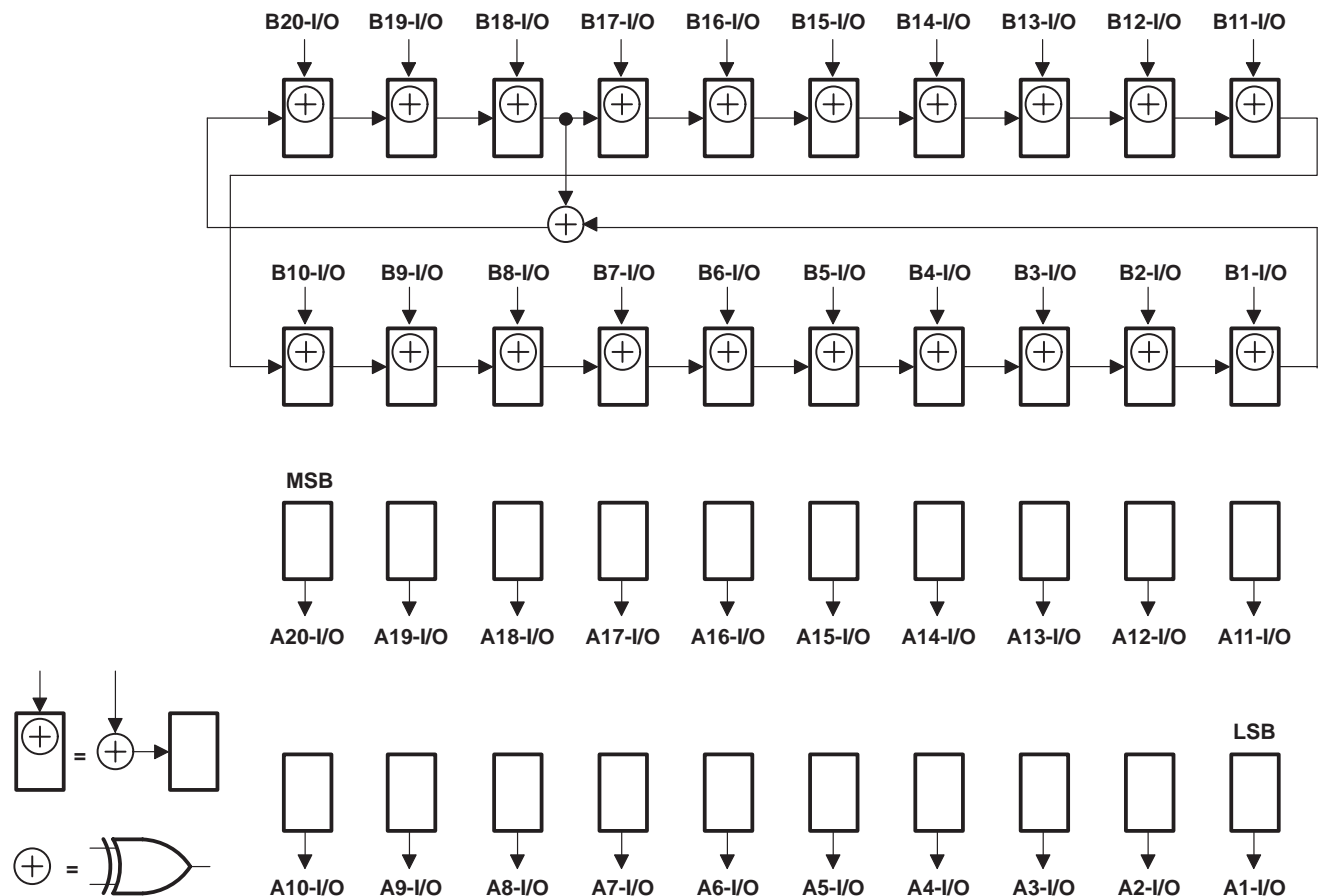 B20-I/O B19-I/O B18-I/O B17-I/O B16-I/O B15-I/O B14-I/O B13-I/O B12-I/O B11-I/O
B10-I/O B9-I/O B8-I/O B7-I/O B6-I/O B5-I/O B4-I/O B3-I/O B2-I/O B1-I/O
MSB
A20-I/O A19-I/O A18-I/O A17-I/O A16-I/O A15-I/O A14-I/O A13-I/O A12-I/O A11-I/O
LSB
=
=
A10-I/O A9-I/O A8-I/O A7-I/O A6-I/O A5-I/O A4-I/O A3-I/O A2-I/O A1-I/O